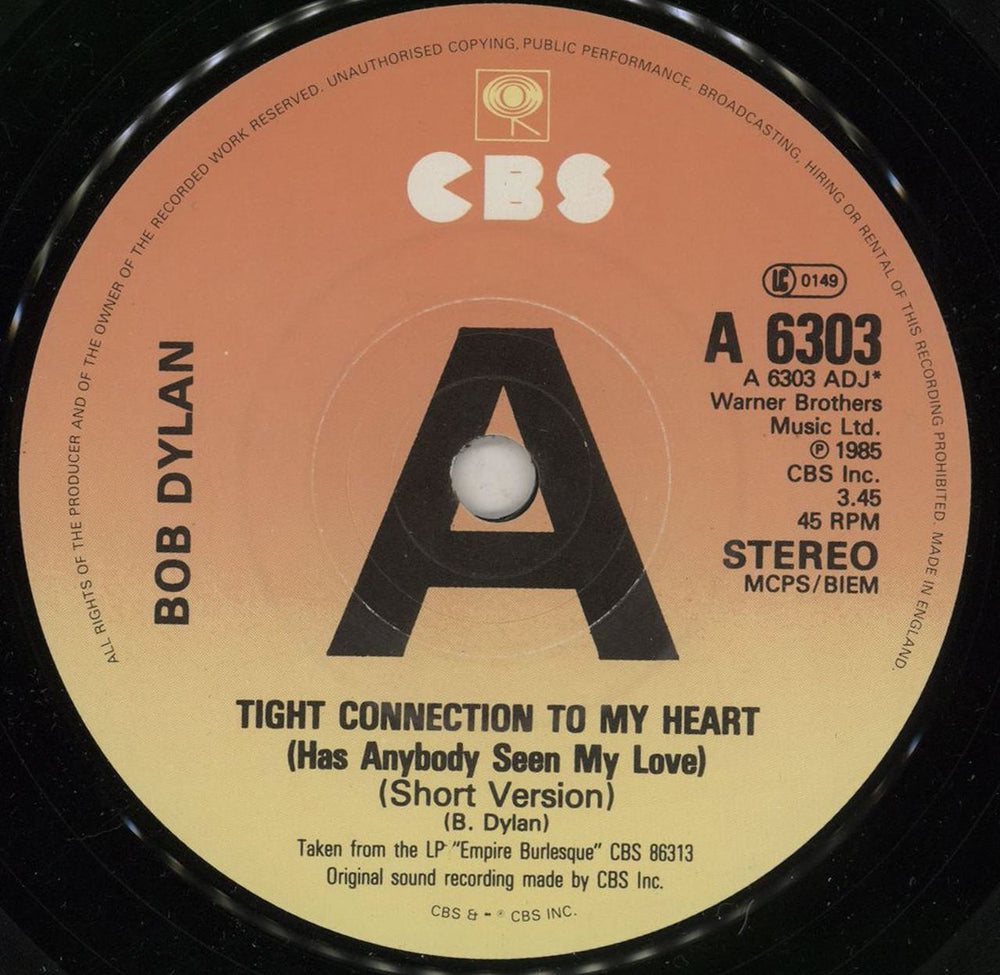 ALL RIGHTS OF THE PRODUCER AND OF THE OWNER OF THE RECORDED WORK RESERVED. UNAUTHORISED COPYING, PUBLIC PERFORMANCE, BROADCASTING, HIRING OR RENTAL OF THIS RECORDING PROHIBITED. MADE IN ENGLAND.
CBS
LC 0149
A 6303
A 6303 ADJ*
Warner Brothers
Music Ltd.
℗ 1985
CBS Inc.
3.45
45 RPM
STEREO
MCPS/BIEM
BOB DYLAN
A
TIGHT CONNECTION TO MY HEART
(Has Anybody Seen My Love)
(Short Version)
(B. Dylan)
Taken from the LP "Empire Burlesque" CBS 86313
Original sound recording made by CBS Inc.
CBS & - ® CBS INC.